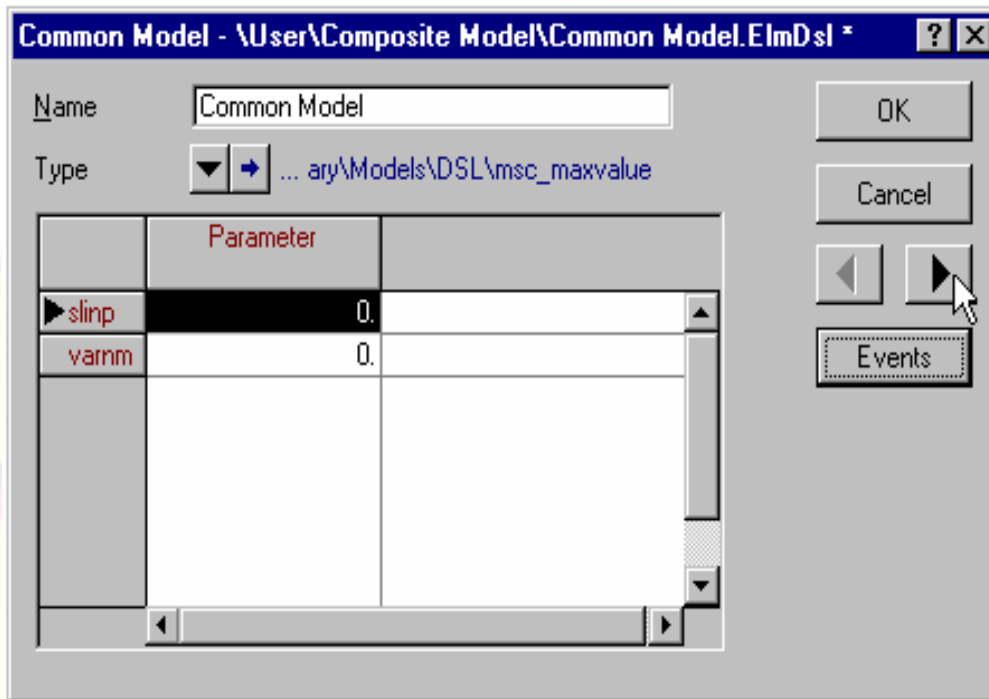 Common Model - \User\Composite Model\Common Model.ElmDsl *
Name
Common Model
OK
Type
... ary\Models\DSL\msc_maxvalue
Cancel
Parameter
slinp 0.
varnm 0.
Events